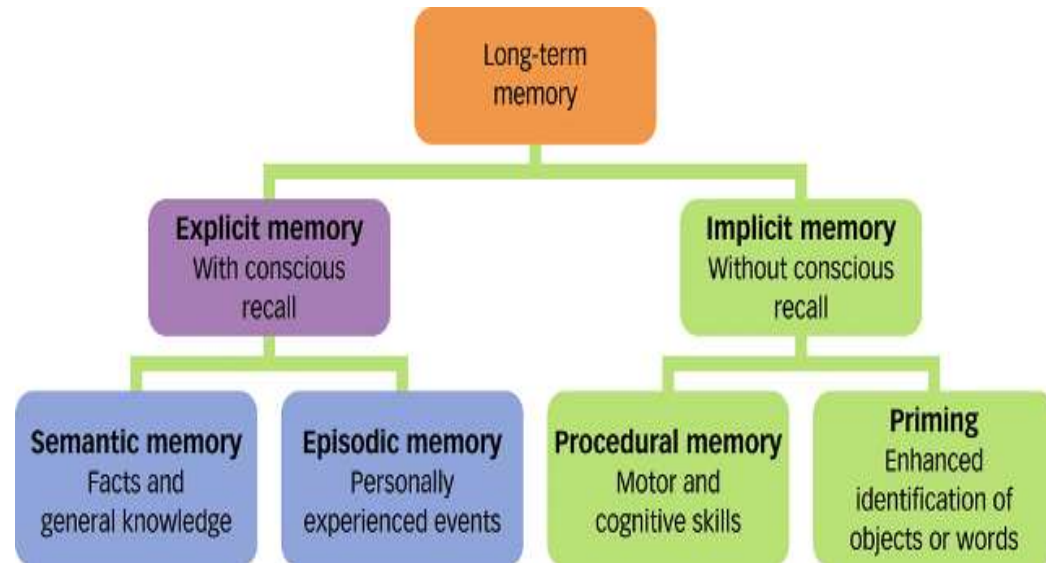 Long-term
memory
Explicit memory
With conscious
recall
Implicit memory
Without conscious
recall
Semantic memory
Facts and
general knowledge
Episodic memory
Personally
experienced events
Procedural memory
Motor and
cognitive skills
Priming
Enhanced
identification of
objects or words